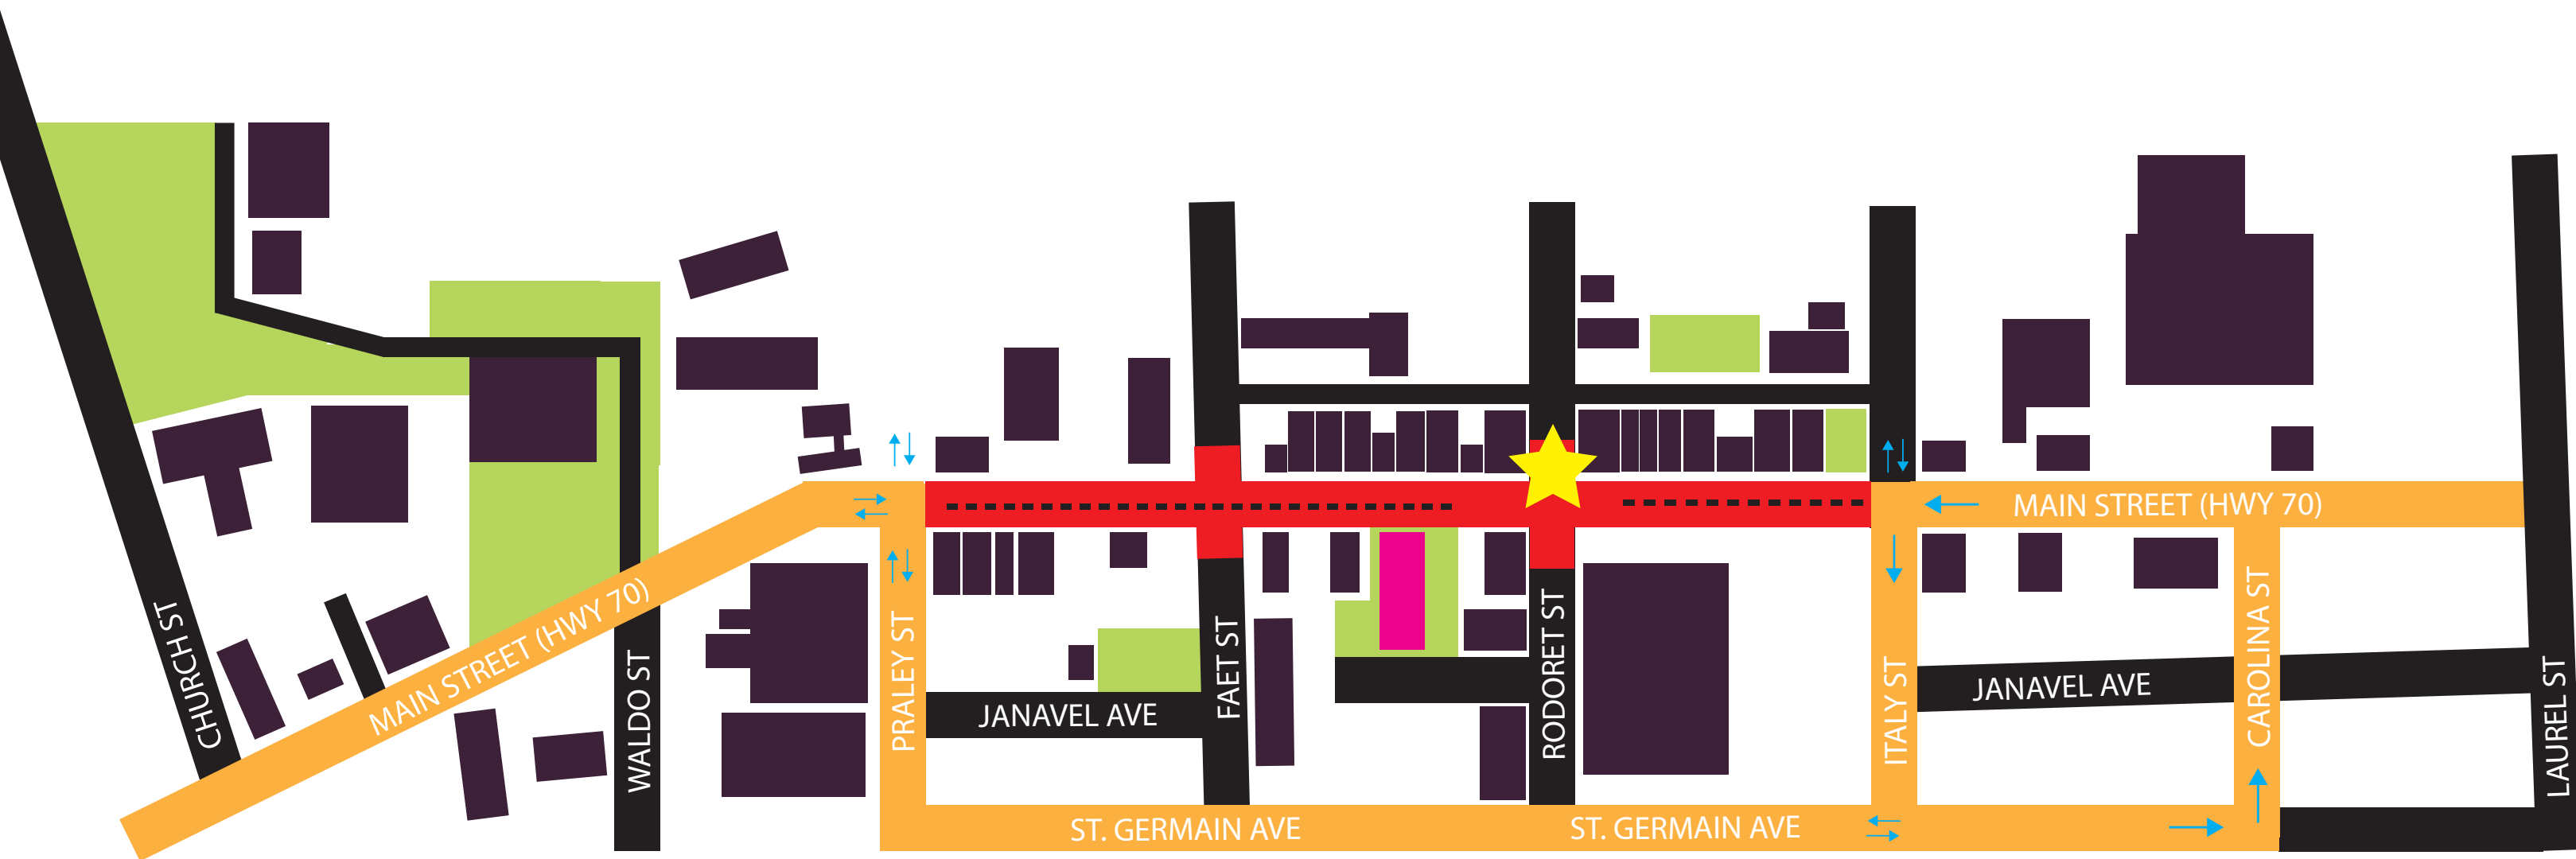 CHURCH ST
MAIN STREET (HWY 70)
WALDO ST
PRALEY ST
JANAVEL AVE
FAET ST
ST. GERMAIN AVE
RODORET ST
ST. GERMAIN AVE
ITALY ST
MAIN STREET (HWY 70)
JANAVEL AVE
CAROLINA ST
LAUREL ST